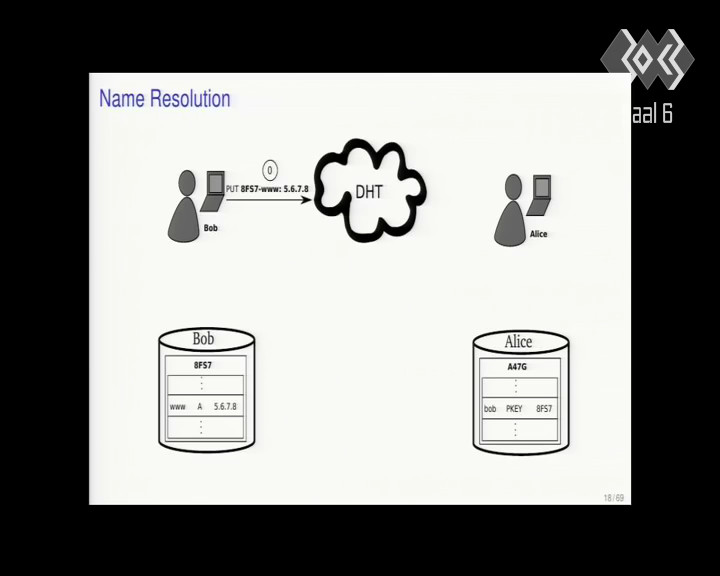 aal 6
Name Resolution
0
PUT 8FS7-www: 5.6.7.8
DHT
Bob
Alice
Bob
8FS7
www A 5.6.7.8
Alice
A47G
bob PKEY 8FS7
18/69